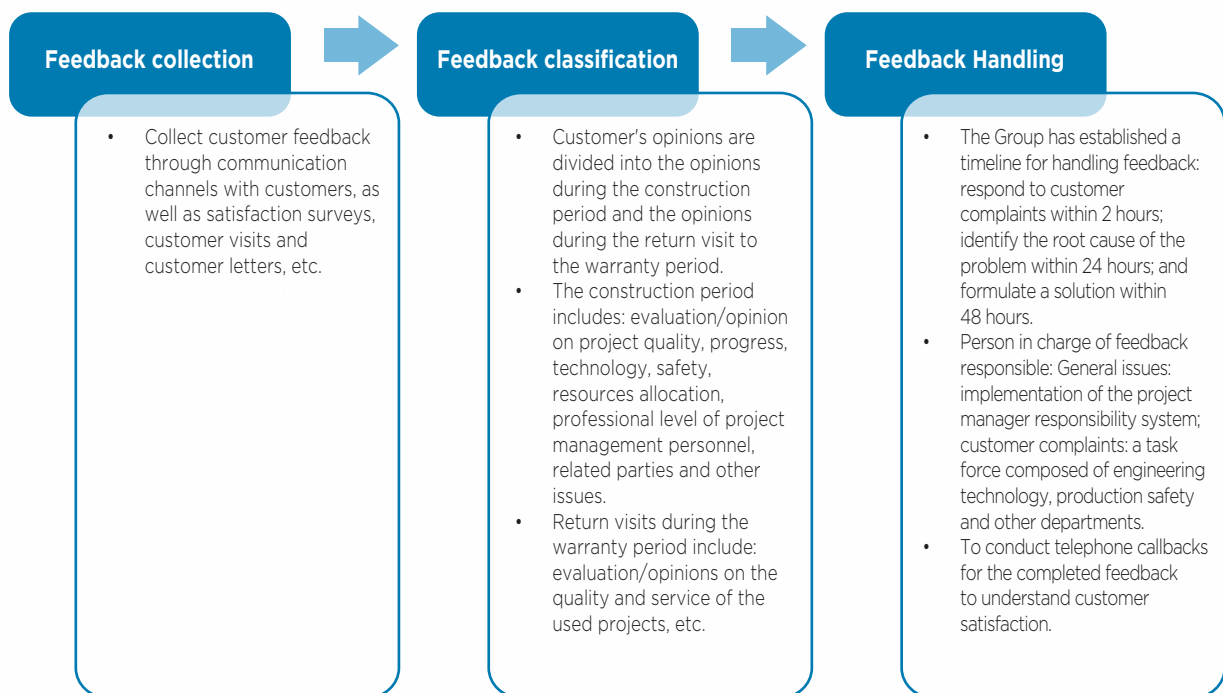 Feedback collection
• Collect customer feedback
through communication
channels with customers, as
well as satisfaction surveys,
customer visits and
customer letters, etc.
Feedback classification
• Customer's opinions are
divided into the opinions
during the construction
period and the opinions
during the return visit to
the warranty period.
• The construction period
includes: evaluation/opinion
on project quality, progress,
technology, safety,
resources allocation,
professional level of project
management personnel,
related parties and other
issues.
• Return visits during the
warranty period include:
evaluation/opinions on the
quality and service of the
used projects, etc.
Feedback Handling
• The Group has established a
timeline for handling feedback:
respond to customer
complaints within 2 hours;
identify the root cause of the
problem within 24 hours; and
formulate a solution within
48 hours.
• Person in charge of feedback
responsible: General issues:
implementation of the project
manager responsibility system;
customer complaints: a task
force composed of engineering
technology, production safety
and other departments.
• To conduct telephone callbacks
for the completed feedback
to understand customer
satisfaction.